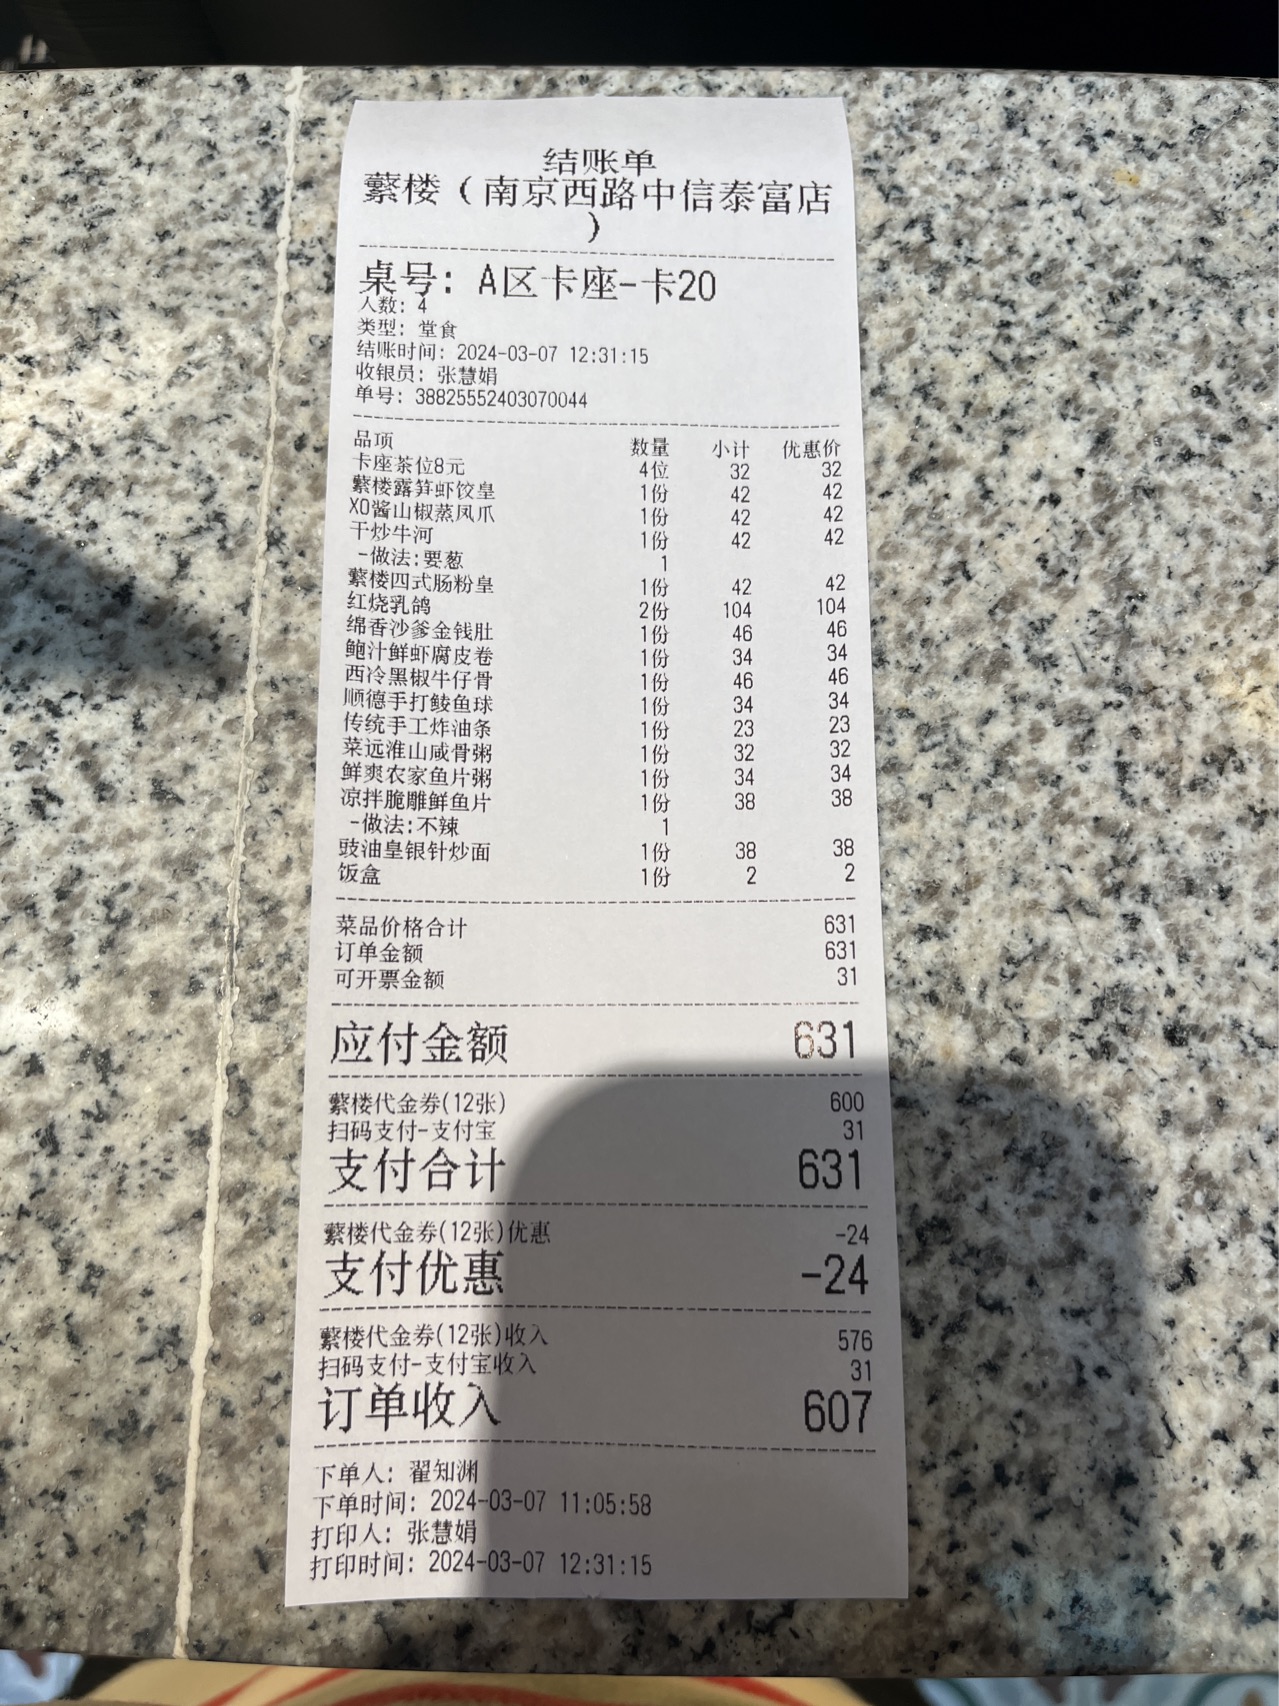 结账单
蘩楼（南京西路中信泰富店
）
桌号：A区卡座-卡20
人数：4
类型：堂食
结账时间：2024-03-07 12:31:15
收银员：张慧娟
单号：38825552403070044
品项 数量 小计 优惠价
卡座茶位8元 4位 32 32
蘩楼露笋虾饺皇 1份 42 42
XO酱山椒蒸凤爪 1份 42 42
干炒牛河 1份 42 42
-做法:要葱 1
蘩楼四式肠粉皇 1份 42 42
红烧乳鸽 2份 104 104
绵香沙爹金钱肚 1份 46 46
鲍汁鲜虾腐皮卷 1份 34 34
西冷黑椒牛仔骨 1份 46 46
顺德手打鲮鱼球 1份 34 34
传统手工炸油条 1份 23 23
菜远淮山咸骨粥 1份 32 32
鲜爽农家鱼片粥 1份 34 34
凉拌脆雕鲜鱼片 1份 38 38
-做法:不辣 1
豉油皇银针炒面 1份 38 38
饭盒 1份 2 2
菜品价格合计 631
订单金额 631
可开票金额 31
应付金额 631
蘩楼代金券(12张) 600
扫码支付-支付宝 31
支付合计 631
蘩楼代金券(12张)优惠 -24
支付优惠 -24
蘩楼代金券(12张)收入 576
扫码支付-支付宝收入 31
订单收入 607
下单人：翟知渊
下单时间：2024-03-07 11:05:58
打印人：张慧娟
打印时间：2024-03-07 12:31:15